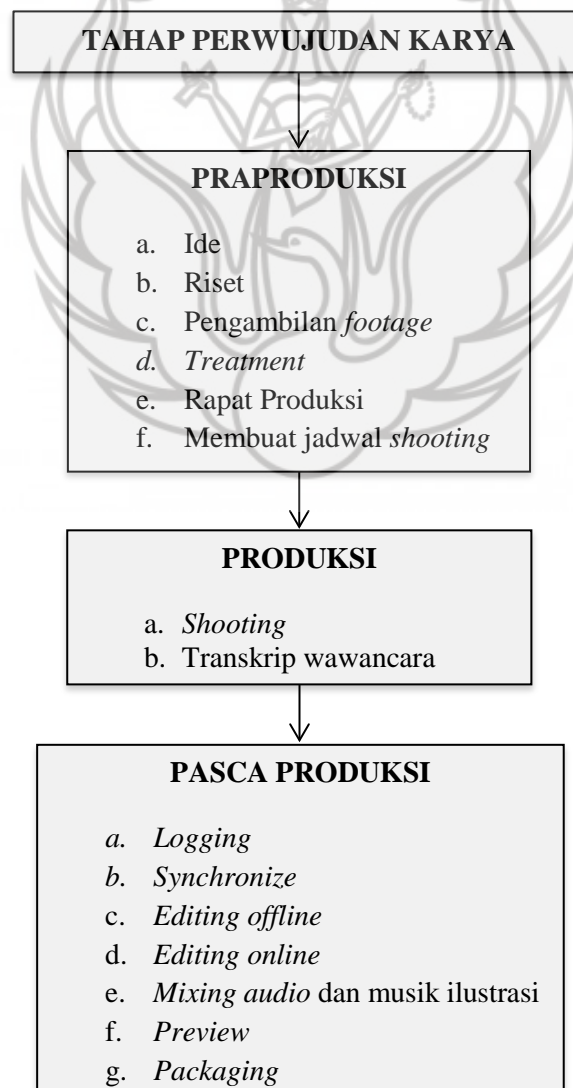 TAHAP PERWUJUDAN KARYA
PRAPRODUKSI
a. Ide
b. Riset
c. Pengambilan footage
d. Treatment
e. Rapat Produksi
f. Membuat jadwal shooting
PRODUKSI
a. Shooting
b. Transkrip wawancara
PASCA PRODUKSI
a. Logging
b. Synchronize
c. Editing offline
d. Editing online
e. Mixing audio dan musik ilustrasi
f. Preview
g. Packaging